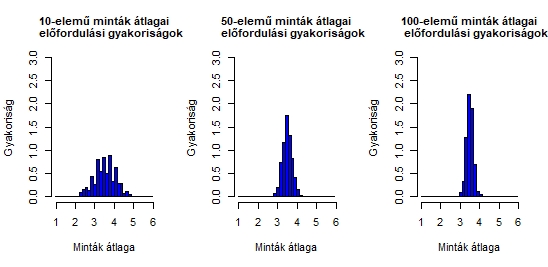 10-elemű minták átlagai
előfordulási gyakoriságok
Gyakoriság
0.0 0.5 1.0 1.5 2.0 2.5 3.0
1 2 3 4 5 6
Minták átlaga
50-elemű minták átlagai
előfordulási gyakoriságok
Gyakoriság
0.0 0.5 1.0 1.5 2.0 2.5 3.0
1 2 3 4 5 6
Minták átlaga
100-elemű minták átlagai
előfordulási gyakoriságok
Gyakoriság
0.0 0.5 1.0 1.5 2.0 2.5 3.0
1 2 3 4 5 6
Minták átlaga